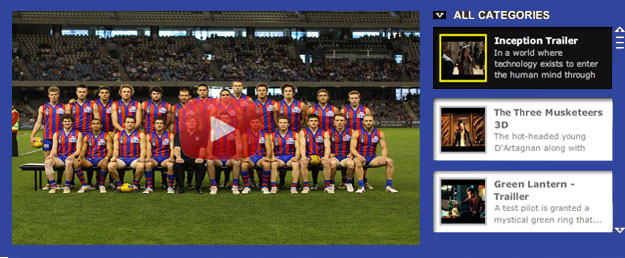 ALL CATEGORIES
Inception Trailer
In a world where
technology exists to enter
the human mind through
The Three Musketeers
3D
The hot-headed young
D'Artagnan along with
Green Lantern -
Trailler
A test pilot is granted a
mystical green ring that...